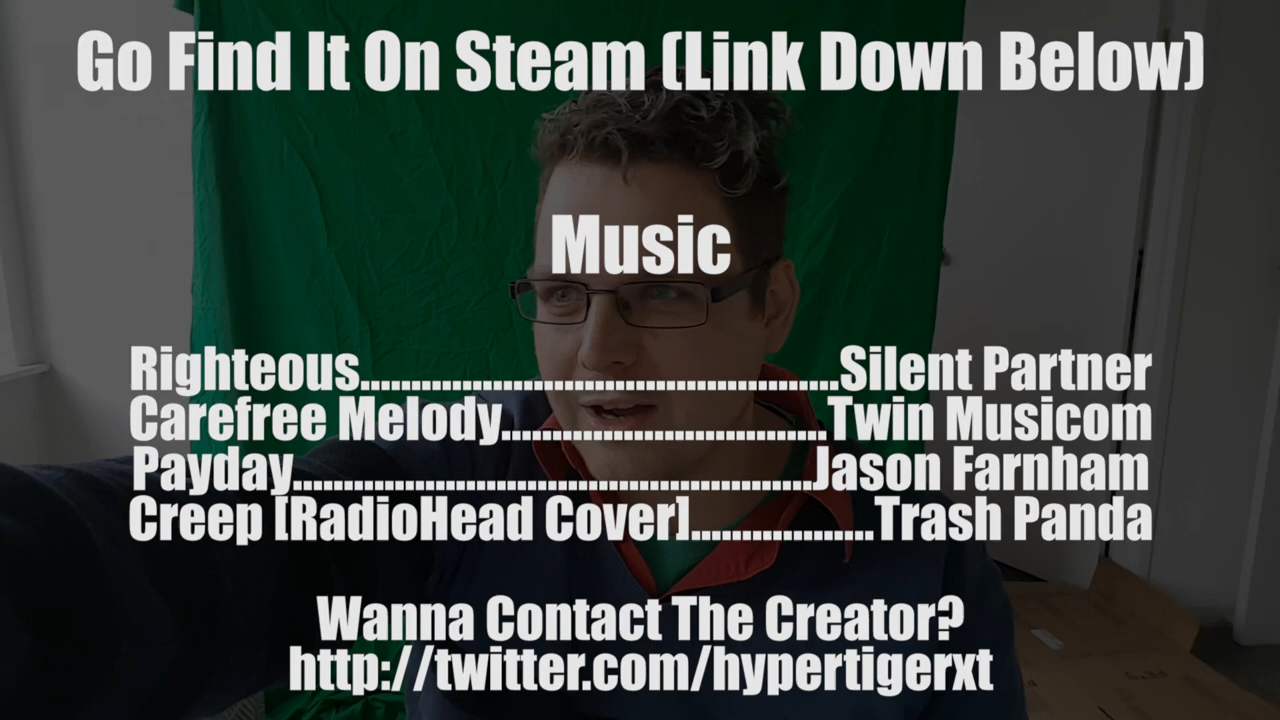 Go Find It On Steam (Link Down Below)
Music
Righteous...............................................Silent Partner
Carefree Melody................................Twin Musicom
Payday...................................................Jason Farnham
Creep [RadioHead Cover]..................Trash Panda
Wanna Contact The Creator?
http://twitter.com/hypertigerxt